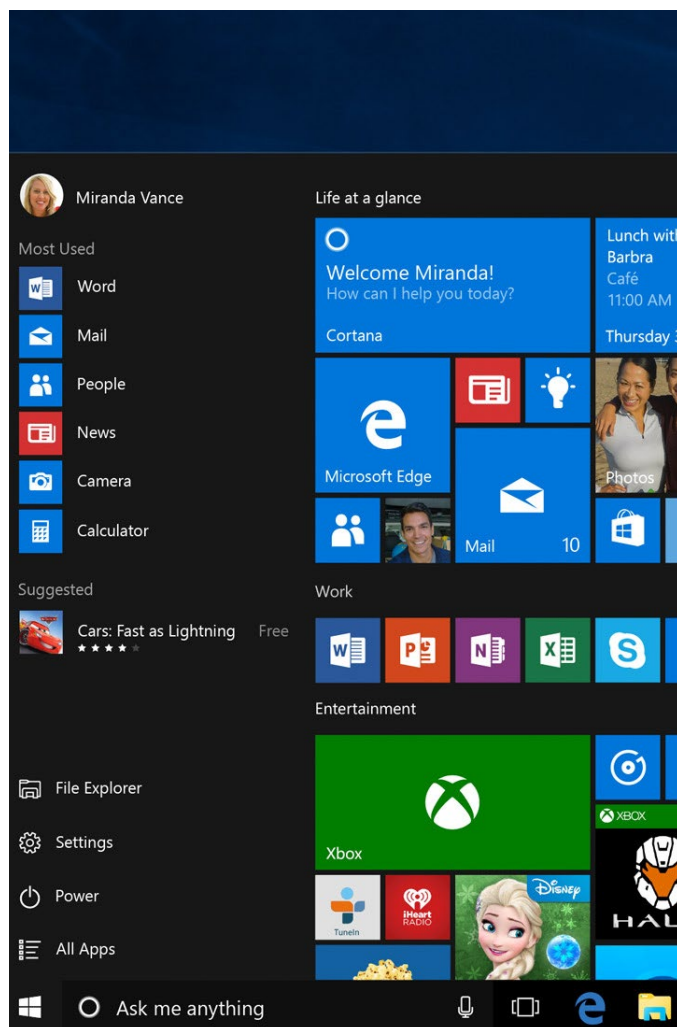 Miranda Vance
Most Used
Word
Mail
People
News
Camera
Calculator
Suggested
Cars: Fast as Lightning Free
File Explorer
Settings
Power
All Apps
Life at a glance
Welcome Miranda!
How can I help you today?
Cortana
Lunch with
Barbra
Café
11:00 AM
Thursday
Microsoft Edge
Mail 10
Photos
Work
W
P
N
X
S
Entertainment
Xbox
XBOX
TuneIn
iHeart
RADIO
Disney
HAL
Ask me anything